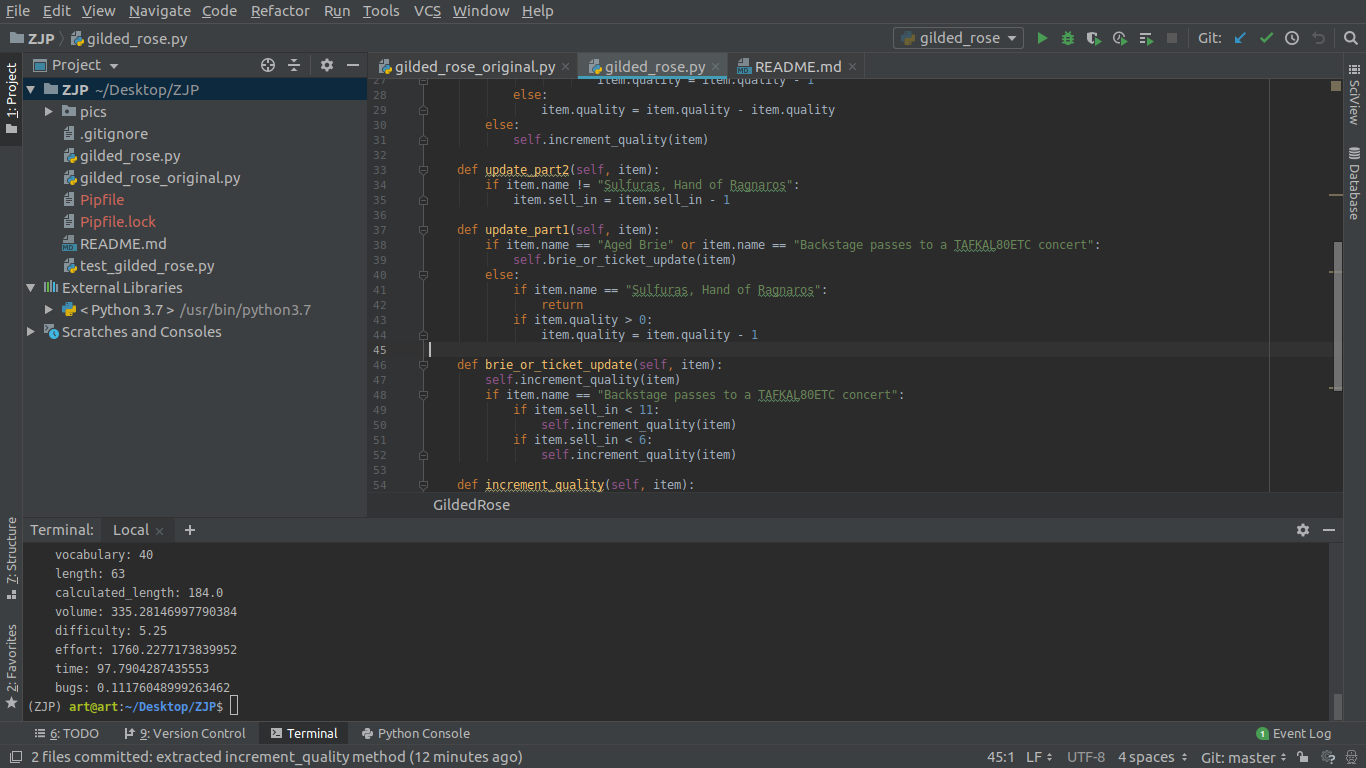 File Edit View Navigate Code Refactor Run Tools VCS Window Help
ZJP gilded_rose.py gilded_rose Git:
1: Project
Project
gilded_rose_original.py × gilded_rose.py × README.md ×
ZJP ~/Desktop/ZJP
pics
.gitignore
gilded_rose.py
gilded_rose_original.py
Pipfile
Pipfile.lock
README.md
test_gilded_rose.py
External Libraries
< Python 3.7 > /usr/bin/python3.7
Scratches and Consoles
27 item.quality = item.quality - 1
28 else:
29 item.quality = item.quality - item.quality
30 else:
31 self.increment_quality(item)
32
33 def update_part2(self, item):
34 if item.name != "Sulfuras, Hand of Ragnaros":
35 item.sell_in = item.sell_in - 1
36
37 def update_part1(self, item):
38 if item.name == "Aged Brie" or item.name == "Backstage passes to a TAFKAL80ETC concert":
39 self.brie_or_ticket_update(item)
40 else:
41 if item.name == "Sulfuras, Hand of Ragnaros":
42 return
43 if item.quality > 0:
44 item.quality = item.quality - 1
45
46 def brie_or_ticket_update(self, item):
47 self.increment_quality(item)
48 if item.name == "Backstage passes to a TAFKAL80ETC concert":
49 if item.sell_in < 11:
50 self.increment_quality(item)
51 if item.sell_in < 6:
52 self.increment_quality(item)
53
54 def increment_quality(self, item):
GildedRose
SciView
Database
7: Structure
2: Favorites
Terminal: Local × +
vocabulary: 40
length: 63
calculated_length: 184.0
volume: 335.28146997790384
difficulty: 5.25
effort: 1760.2277173839952
time: 97.7904287435553
bugs: 0.11176048999263462
(ZJP) art@art:~/Desktop/ZJP$
6: TODO 9: Version Control Terminal Python Console 1 Event Log
2 files committed: extracted increment_quality method (12 minutes ago) 45:1 LF UTF-8 4 spaces Git: master